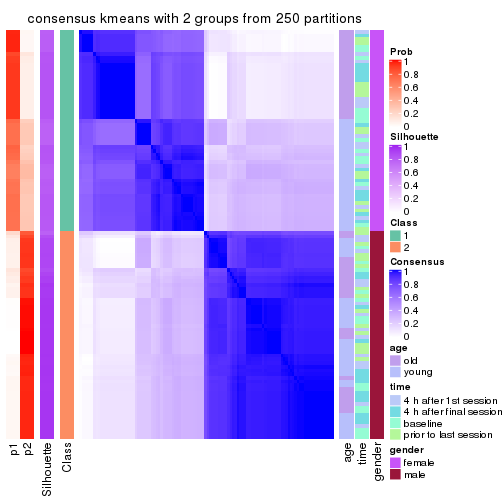 consensus kmeans with 2 groups from 250 partitions
Prob
1
0.8
0.6
0.4
0.2
0
Silhouette
1
0.8
0.6
0.4
0.2
0
Class
1
2
Consensus
1
0.8
0.6
0.4
0.2
0
age
old
young
time
4 h after 1st session
4 h after final session
baseline
prior to last session
gender
female
male
p1
p2
Silhouette
Class
age
time
gender